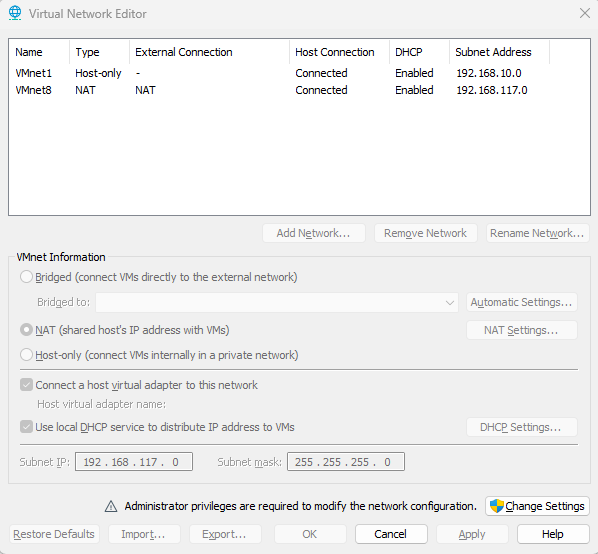 Virtual Network Editor
Name Type External Connection Host Connection DHCP Subnet Address
VMnet1 Host-only - Connected Enabled 192.168.10.0
VMnet8 NAT NAT Connected Enabled 192.168.117.0
Add Network... Remove Network Rename Network...
VMnet Information
Bridged (connect VMs directly to the external network)
Bridged to: Automatic Settings...
NAT (shared host's IP address with VMs) NAT Settings...
Host-only (connect VMs internally in a private network)
Connect a host virtual adapter to this network
Host virtual adapter name:
Use local DHCP service to distribute IP address to VMs DHCP Settings...
Subnet IP: 192 . 168 . 117 . 0 Subnet mask: 255 . 255 . 255 . 0
Administrator privileges are required to modify the network configuration. Change Settings
Restore Defaults Import... Export... OK Cancel Apply Help